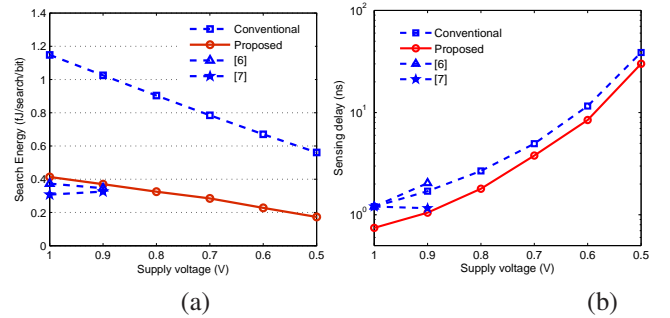 1.4
1.2
1
0.8
0.6
0.4
0.2
0
Search Energy (fJ/search/bit)
Conventional
Proposed
[6]
[7]
1 0.9 0.8 0.7 0.6 0.5
Supply voltage (V)
(a)
10^1
10^0
Sensing delay (ns)
Conventional
Proposed
[6]
[7]
1 0.9 0.8 0.7 0.6 0.5
Supply voltage (V)
(b)